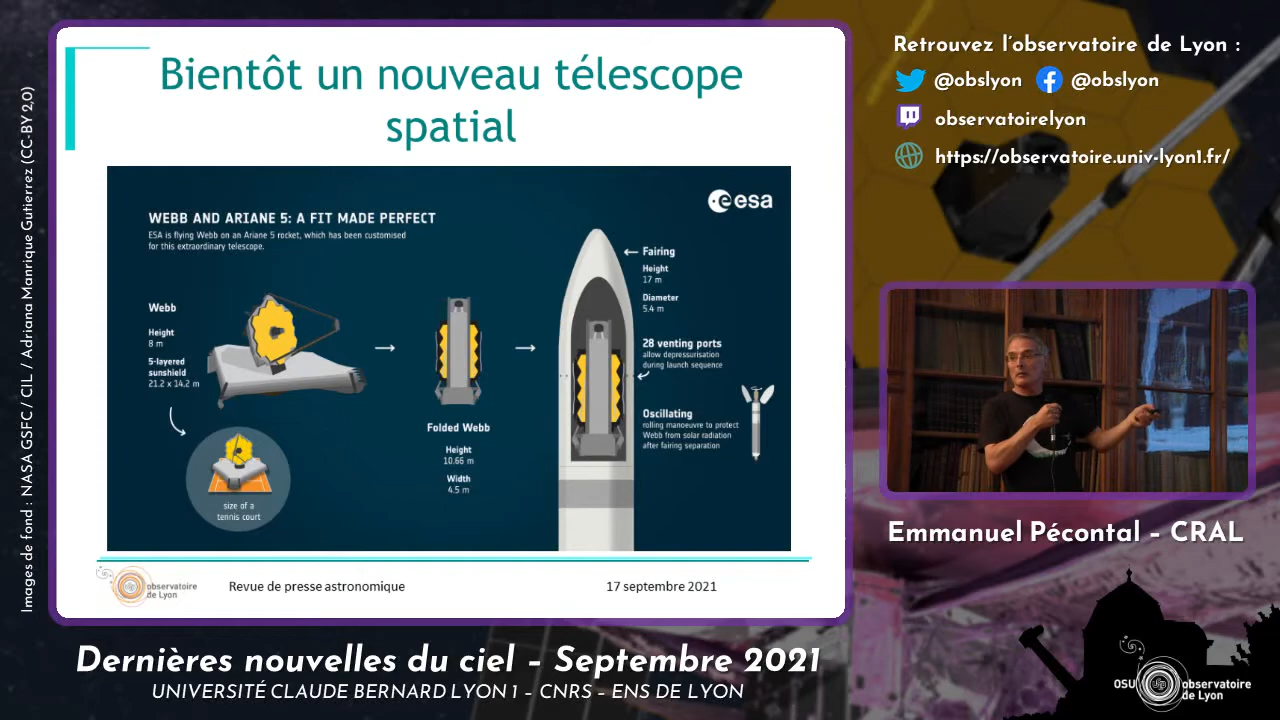 Images de fond : NASA GSFC / CIL / Adriana Manrique Gutierrez (CC-BY 2,0)
Bientôt un nouveau télescope
spatial
esa
WEBB AND ARIANE 5: A FIT MADE PERFECT
ESA is flying Webb on an Ariane 5 rocket, which has been customised
for this extraordinary telescope.
Webb
Height
8 m
5-layered
sunshield
21.2 x 14.2 m
size of a
tennis court
Folded Webb
Height
10.66 m
Width
4.5 m
Fairing
Height
17 m
Diameter
5.4 m
28 venting ports
allow depressurisation
during launch sequence
Oscillating
rolling manoeuvre to protect
Webb from solar radiation
after fairing separation
observatoire
de Lyon
Revue de presse astronomique
17 septembre 2021
Retrouvez l'observatoire de Lyon :
@obslyon @obslyon
observatoirelyon
https://observatoire.univ-lyon1.fr/
Emmanuel Pécontal – CRAL
Dernières nouvelles du ciel – Septembre 2021
UNIVERSITÉ CLAUDE BERNARD LYON 1 – CNRS – ENS DE LYON
OSU observatoire
de Lyon